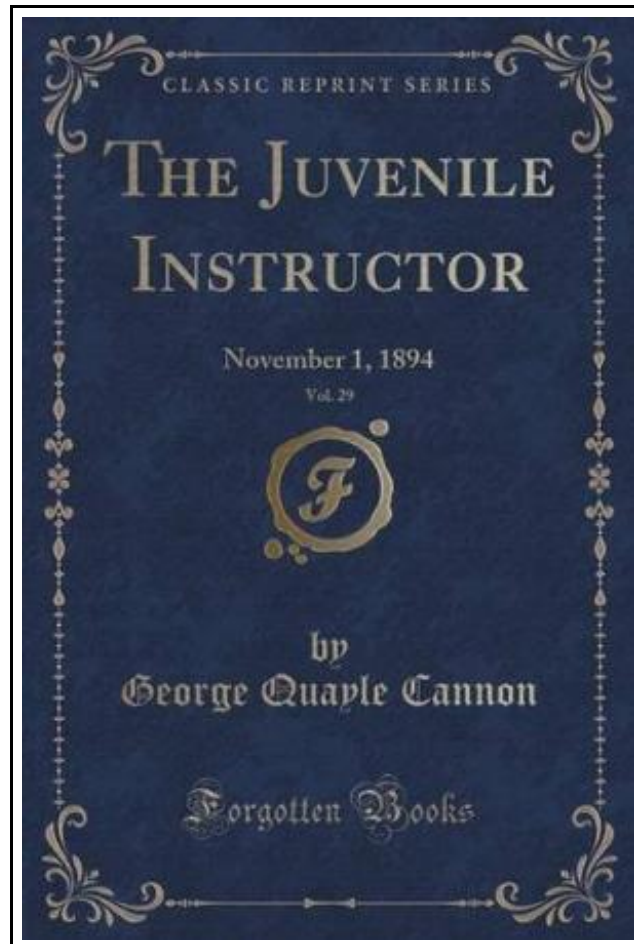 CLASSIC REPRINT SERIES
THE JUVENILE
INSTRUCTOR
November 1, 1894
Vol. 29
F
by
George Quayle Cannon
Forgotten Books